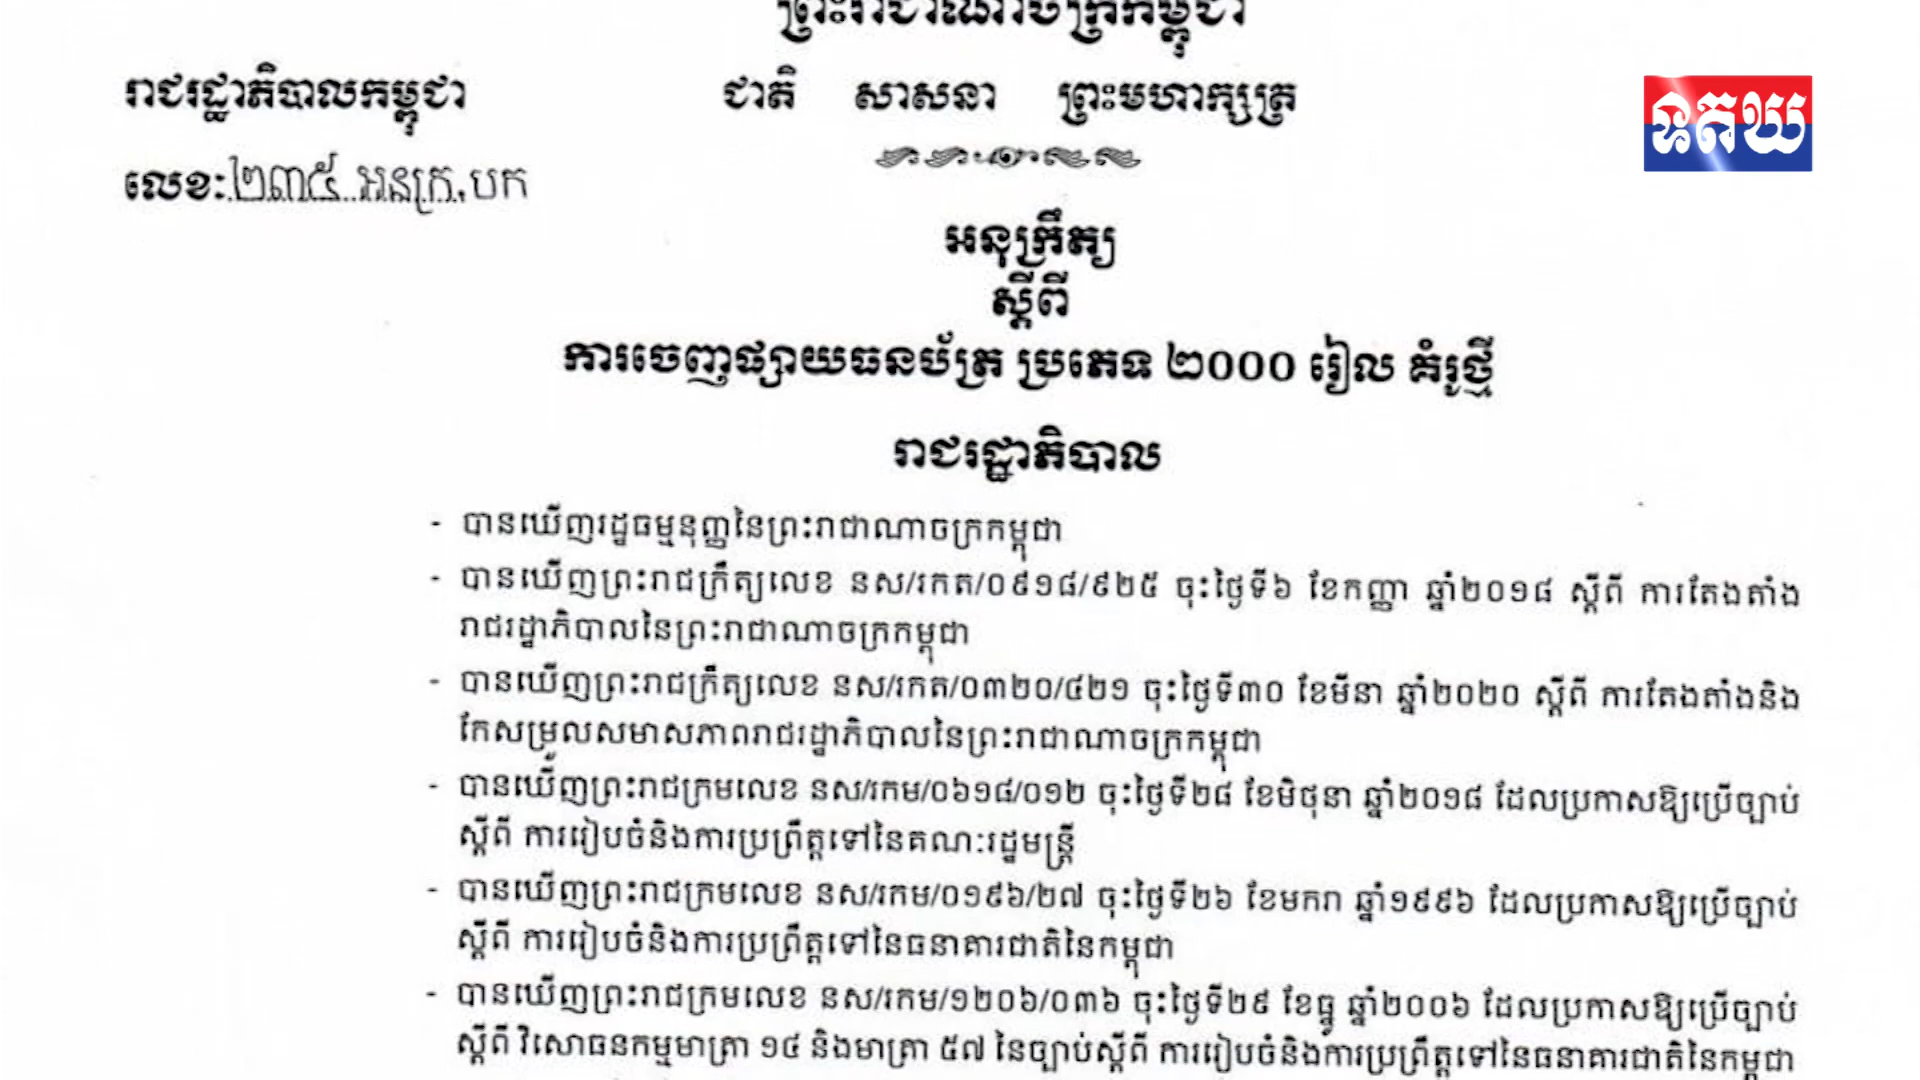 ព្រះរាជាណាចក្រកម្ពុជា
រាជរដ្ឋាភិបាលកម្ពុជា
ជាតិ សាសនា ព្រះមហាក្សត្រ
ទតឃ
លេខ:២៣៥ អនក្រ.បក
អនុក្រឹត្យ
ស្តីពី
ការចេញផ្សាយធនប័ត្រ ប្រភេទ ២០០០ រៀល គំរូថ្មី
រាជរដ្ឋាភិបាល
- បានឃើញរដ្ឋធម្មនុញ្ញនៃព្រះរាជាណាចក្រកម្ពុជា
- បានឃើញព្រះរាជក្រឹត្យលេខ នស/រកត/០៩១៨/៩២៥ ចុះថ្ងៃទី៦ ខែកញ្ញា ឆ្នាំ២០១៨ ស្តីពី ការតែងតាំង
រាជរដ្ឋាភិបាលនៃព្រះរាជាណាចក្រកម្ពុជា
- បានឃើញព្រះរាជក្រឹត្យលេខ នស/រកត/០៣២០/៤២១ ចុះថ្ងៃទី៣០ ខែមីនា ឆ្នាំ២០២០ ស្តីពី ការតែងតាំងនិង
កែសម្រួលសមាសភាពរាជរដ្ឋាភិបាលនៃព្រះរាជាណាចក្រកម្ពុជា
- បានឃើញព្រះរាជក្រមលេខ នស/រកម/០៦១៨/០១២ ចុះថ្ងៃទី២៨ ខែមិថុនា ឆ្នាំ២០១៨ ដែលប្រកាសឱ្យប្រើច្បាប់
ស្តីពី ការរៀបចំនិងការប្រព្រឹត្តទៅនៃគណៈរដ្ឋមន្ត្រី
- បានឃើញព្រះរាជក្រមលេខ នស/រកម/០១៩៦/២៧ ចុះថ្ងៃទី២៦ ខែមករា ឆ្នាំ១៩៩៦ ដែលប្រកាសឱ្យប្រើច្បាប់
ស្តីពី ការរៀបចំនិងការប្រព្រឹត្តទៅនៃធនាគារជាតិនៃកម្ពុជា
- បានឃើញព្រះរាជក្រមលេខ នស/រកម/១២០៦/០៣៦ ចុះថ្ងៃទី២៩ ខែធ្នូ ឆ្នាំ២០០៦ ដែលប្រកាសឱ្យប្រើច្បាប់
ស្តីពី វិសោធនកម្មមាត្រា ១៤ និងមាត្រា ៥៧ នៃច្បាប់ស្តីពី ការរៀបចំនិងការប្រព្រឹត្តទៅនៃធនាគារជាតិនៃកម្ពុជា